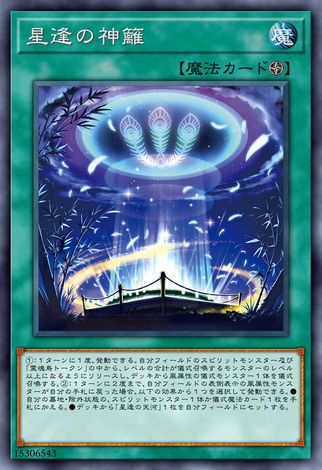 星逢の神籬
魔
【魔法カード】
①:1ターンに1度、発動できる。自分フィールドのスピリットモンスター及び
「霊魂鳥トークン」の中から、レベルの合計が儀式召喚するモンスターのレベル
以上になるようにリリースし、デッキから風属性の儀式モンスター1体を儀式
召喚する。②:1ターンに2度まで、自分フィールドの表側表示の風属性モン
スターが自分の手札に戻った場合、以下の効果から1つを選択して発動できる。●
自分の墓地・除外状態の、スピリットモンスター1体か儀式魔法カード1枚を手
札に加える。●デッキから「星逢の天河」1枚を自分フィールドにセットする。
15306543